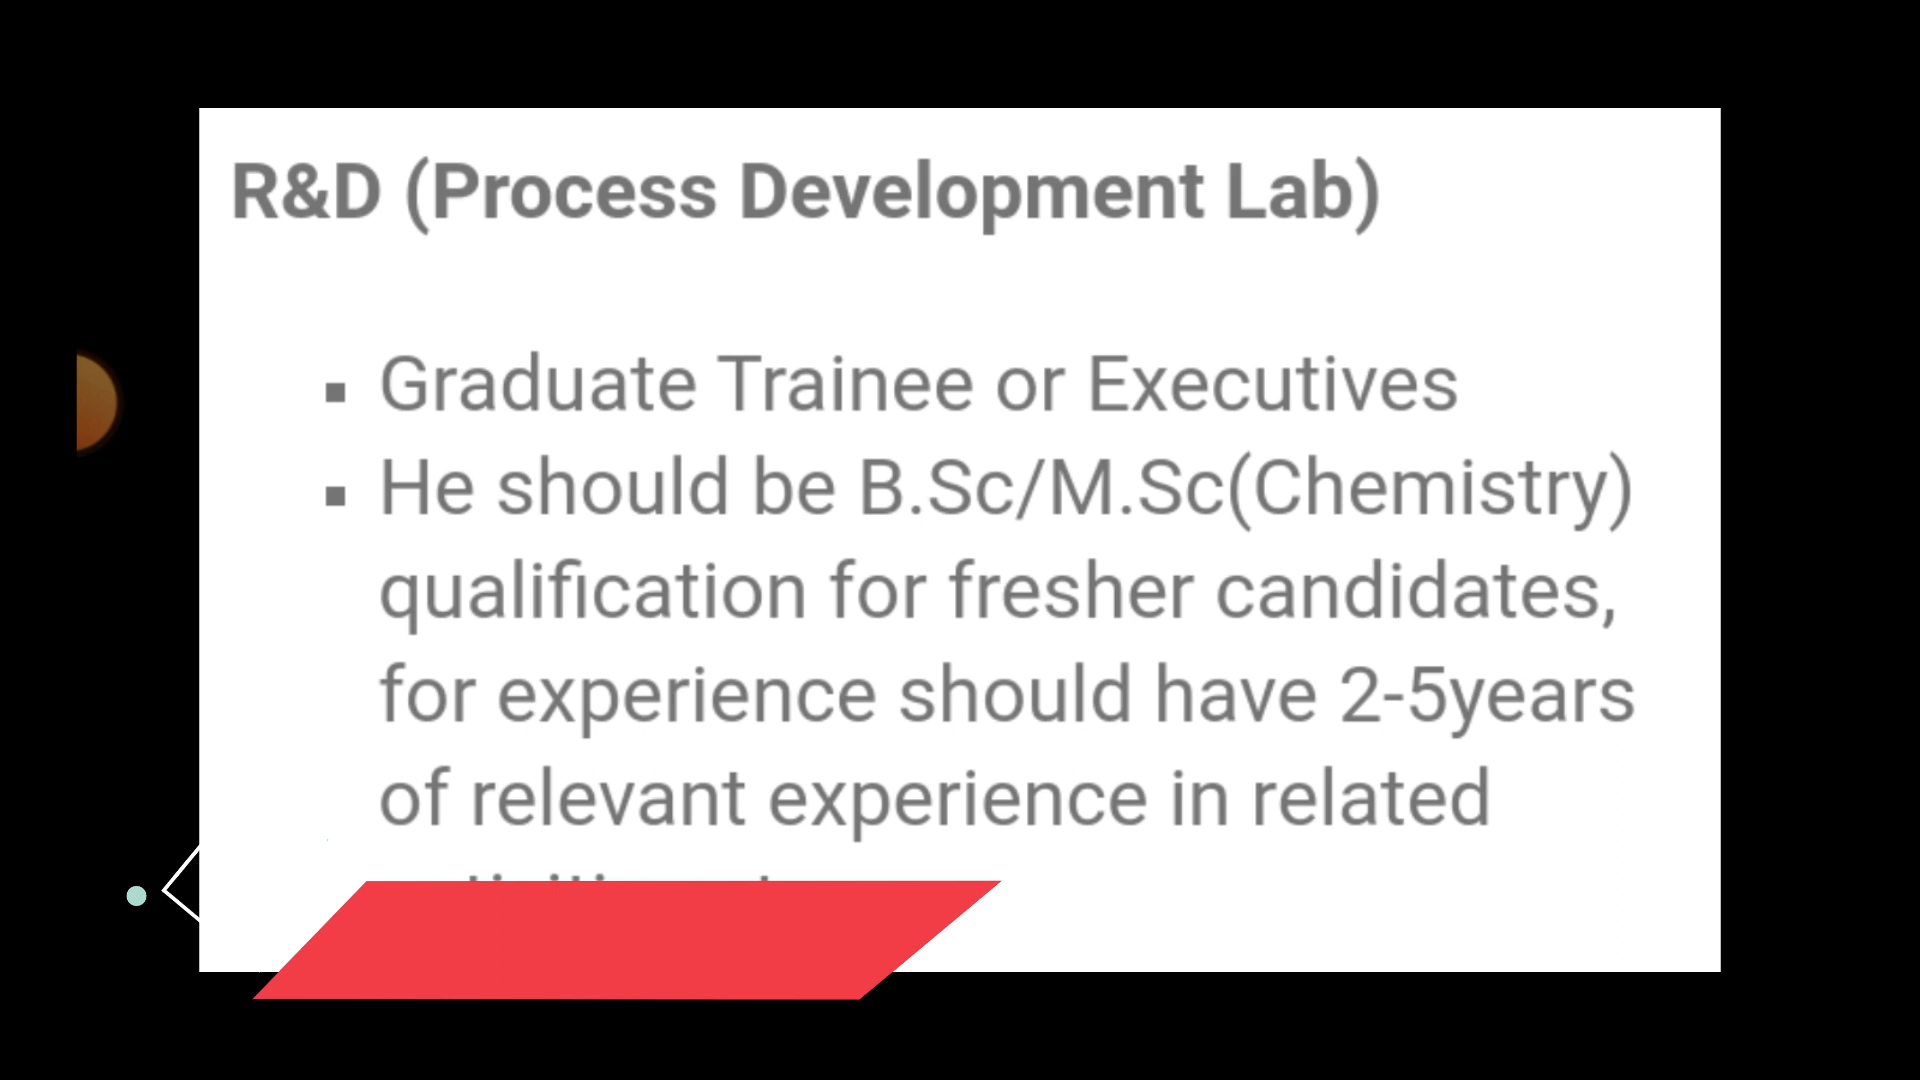 R&D (Process Development Lab)
▪ Graduate Trainee or Executives
▪ He should be B.Sc/M.Sc(Chemistry)
qualification for fresher candidates,
for experience should have 2-5years
of relevant experience in related